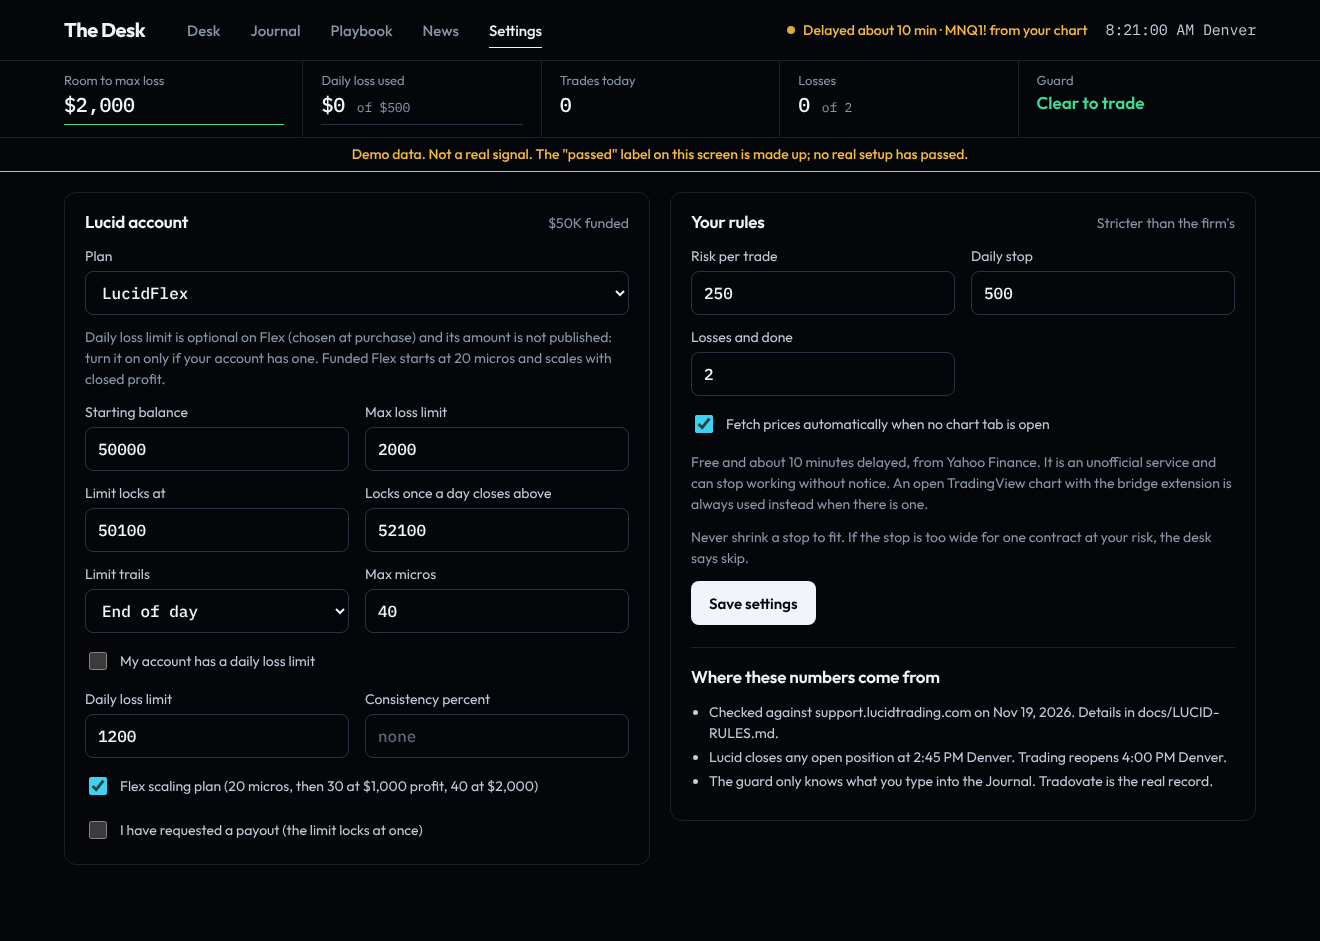 The Desk
Desk
Journal
Playbook
News
Settings
Delayed about 10 min · MNQ1! from your chart
8:21:00 AM Denver
Room to max loss
$2,000
Daily loss used
$0 of $500
Trades today
0
Losses
0 of 2
Guard
Clear to trade
Demo data. Not a real signal. The "passed" label on this screen is made up; no real setup has passed.
Lucid account
$50K funded
Plan
LucidFlex
Daily loss limit is optional on Flex (chosen at purchase) and its amount is not published:
turn it on only if your account has one. Funded Flex starts at 20 micros and scales with
closed profit.
Starting balance
Max loss limit
50000
2000
Limit locks at
Locks once a day closes above
50100
52100
Limit trails
Max micros
End of day
40
My account has a daily loss limit
Daily loss limit
Consistency percent
1200
none
Flex scaling plan (20 micros, then 30 at $1,000 profit, 40 at $2,000)
I have requested a payout (the limit locks at once)
Your rules
Stricter than the firm's
Risk per trade
Daily stop
250
500
Losses and done
2
Fetch prices automatically when no chart tab is open
Free and about 10 minutes delayed, from Yahoo Finance. It is an unofficial service and
can stop working without notice. An open TradingView chart with the bridge extension is
always used instead when there is one.
Never shrink a stop to fit. If the stop is too wide for one contract at your risk, the desk
says skip.
Save settings
Where these numbers come from
Checked against support.lucidtrading.com on Nov 19, 2026. Details in docs/LUCID-
RULES.md.
Lucid closes any open position at 2:45 PM Denver. Trading reopens 4:00 PM Denver.
The guard only knows what you type into the Journal. Tradovate is the real record.